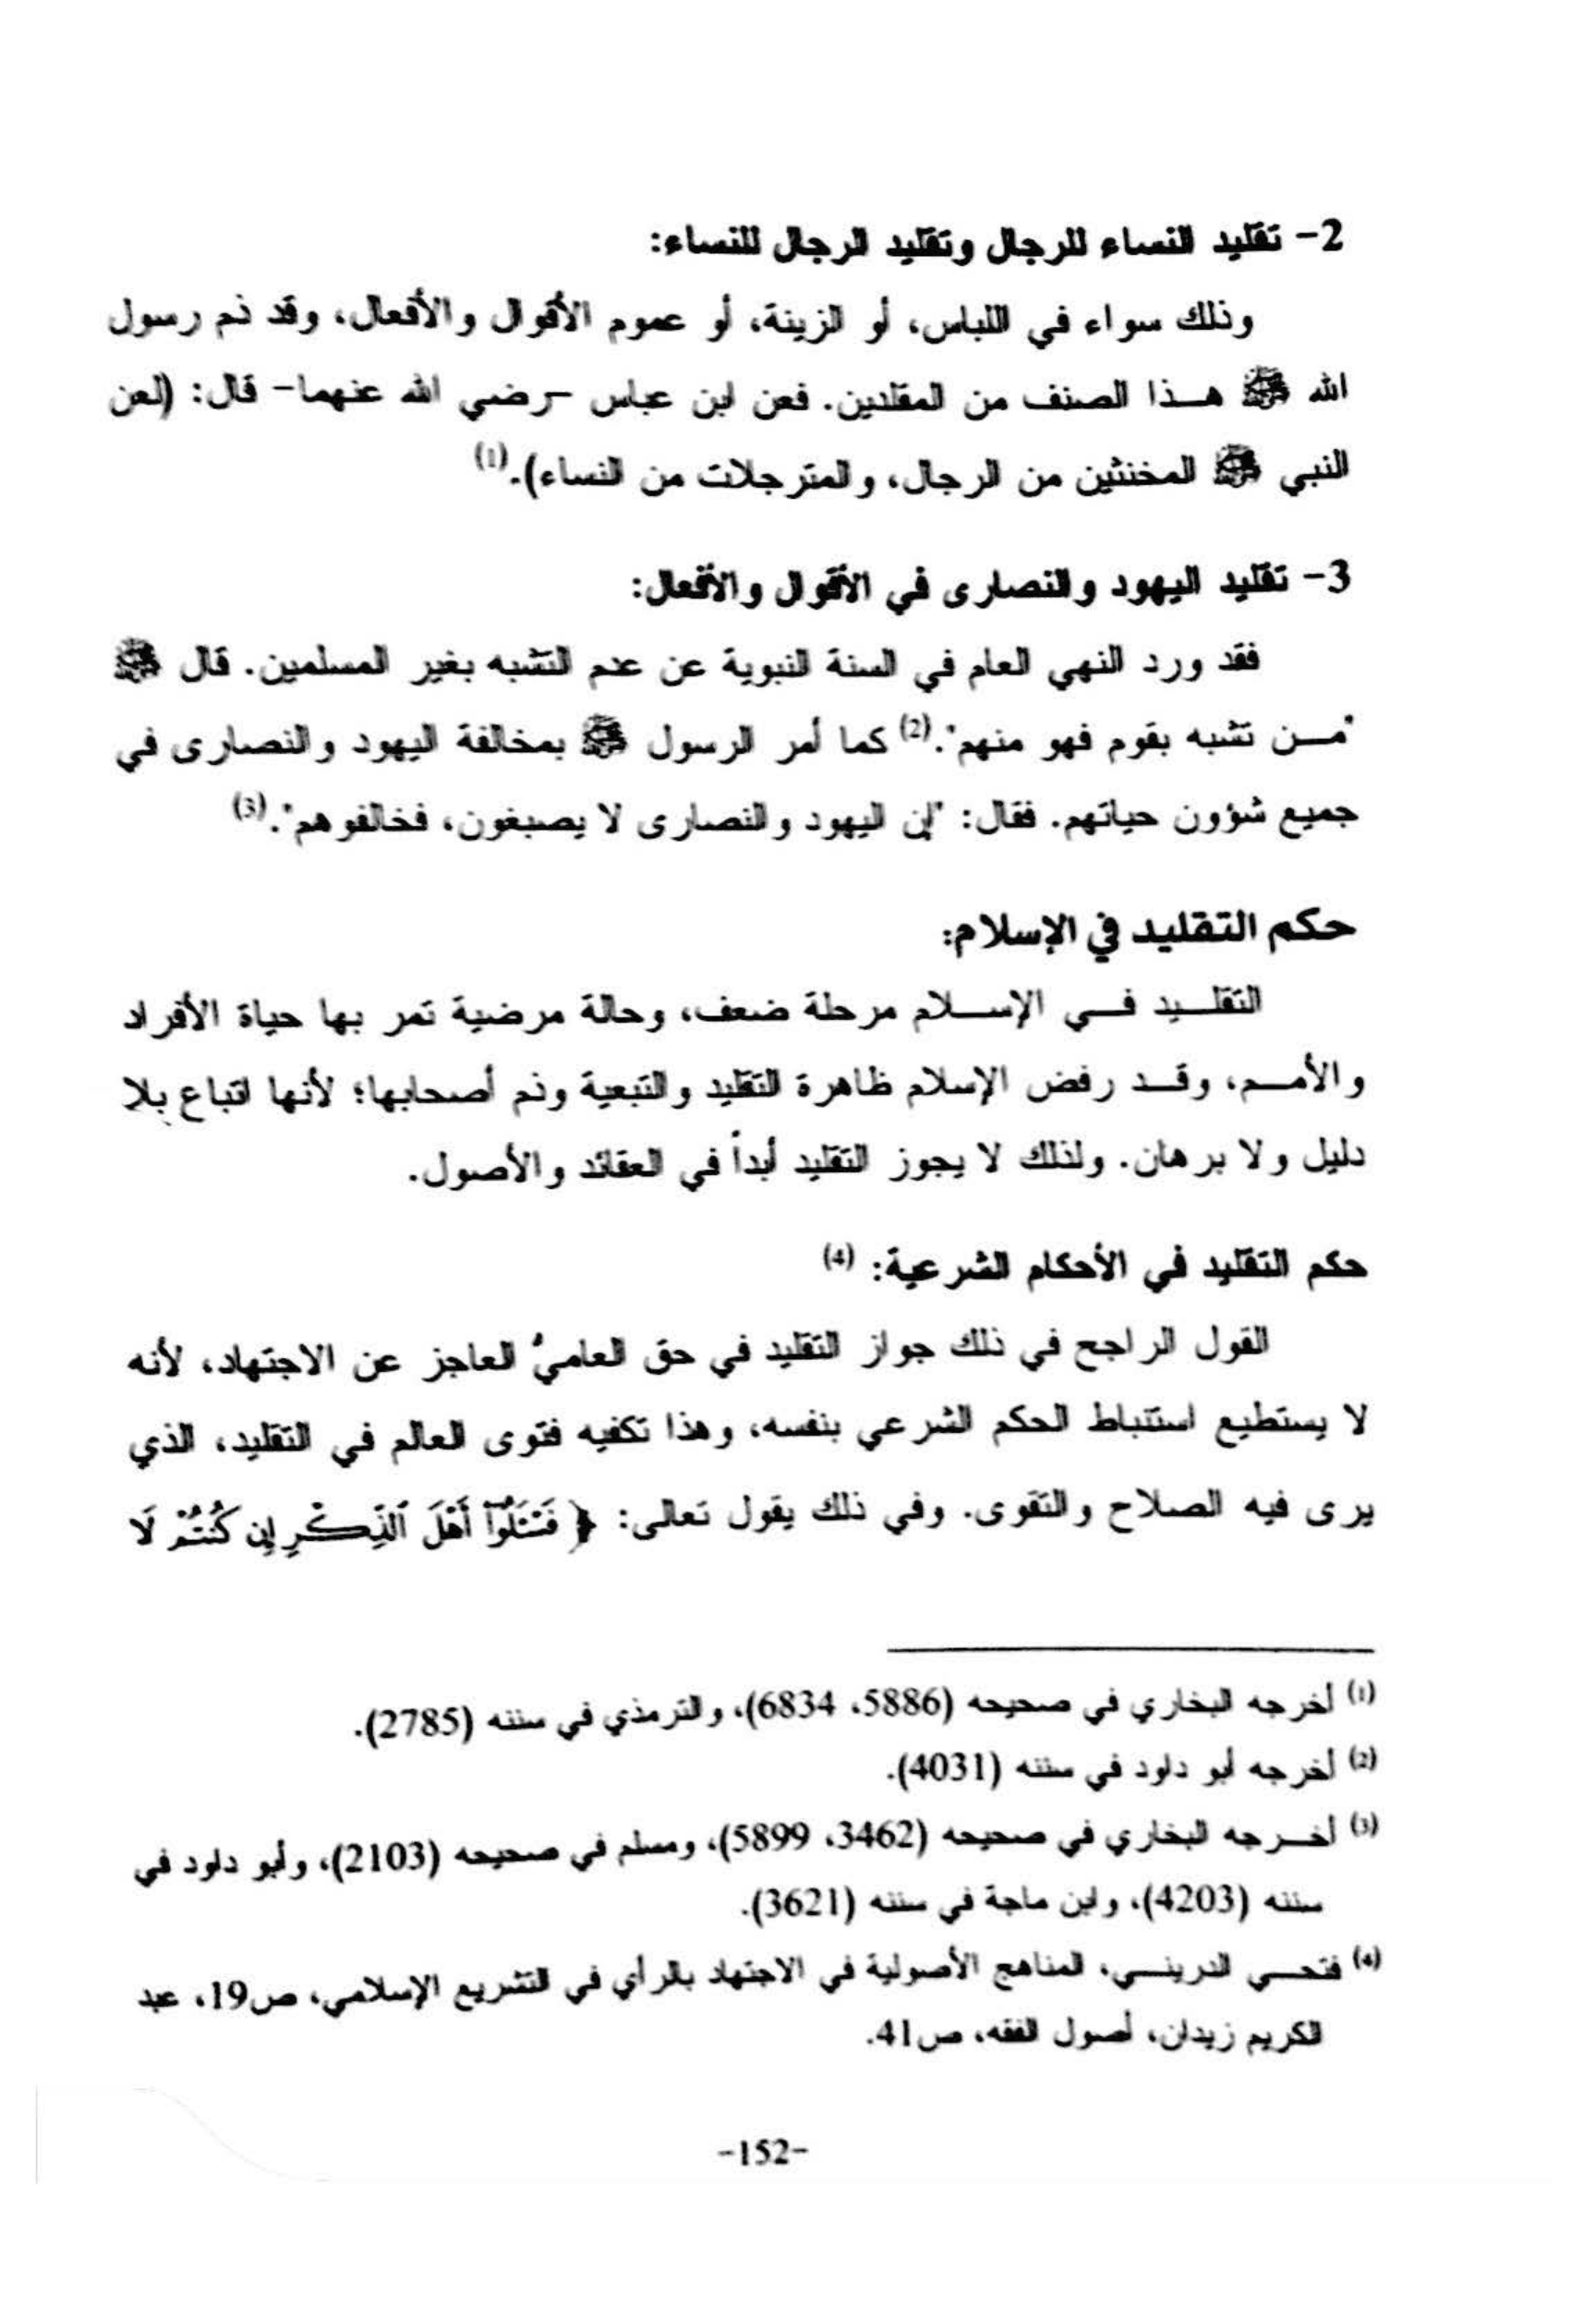 2- تقليد النساء للرجال وتقليد الرجال للنساء:
وذلك سواء في اللباس، أو الزينة، أو عموم الأقوال والأفعال، وقد ذم رسول
الله ﷺ هـذا الصنف من المقلدين. فعن ابن عباس -رضي الله عنهما- قال: (لعن
النبي ﷺ المخنثين من الرجال، والمترجلات من النساء).(1)
3- تقليد اليهود والنصارى في الأقوال والأفعال:
فقد ورد النهي العام في السنة النبوية عن عدم التشبه بغير المسلمين. قال ﷺ
"مـن تشبه بقوم فهو منهم".(2) كما أمر الرسول ﷺ بمخالفة اليهود والنصارى في
جميع شؤون حياتهم. فقال: "إن اليهود والنصارى لا يصبغون، فخالفوهم".(3)
حكم التقليد في الإسلام:
التقلـيد فـي الإسـلام مرحلة ضعف، وحالة مرضية تمر بها حياة الأفراد
والأمـم، وقـد رفض الإسلام ظاهرة التقليد والتبعية وذم أصحابها؛ لأنها اتباع بلا
دليل ولا برهان. ولذلك لا يجوز التقليد أبداً في العقائد والأصول.
حكم التقليد في الأحكام الشرعية: (4)
القول الراجح في ذلك جواز التقليد في حق العاميُّ العاجز عن الاجتهاد، لأنه
لا يستطيع استنباط الحكم الشرعي بنفسه، وهذا تكفيه فتوى العالم في التقليد، الذي
يرى فيه الصلاح والتقوى. وفي ذلك يقول تعالى: ﴿ فَسْـَٔلُوٓا۟ أَهْلَ ٱلذِّكْرِ إِن كُنتُمْ لَا
(1) أخرجه البخاري في صحيحه (5886، 6834)، والترمذي في سننه (2785).
(2) أخرجه أبو داود في سننه (4031).
(3) أخـرجه البخاري في صحيحه (3462، 5899)، ومسلم في صحيحه (2103)، وأبو داود في
سننه (4203)، وابن ماجة في سننه (3621).
(4) فتحـي الدرينـي، المناهج الأصولية في الاجتهاد بالرأي في التشريع الإسلامي، ص19، عبد
الكريم زيدان، أصول الفقه، ص41.
-152-